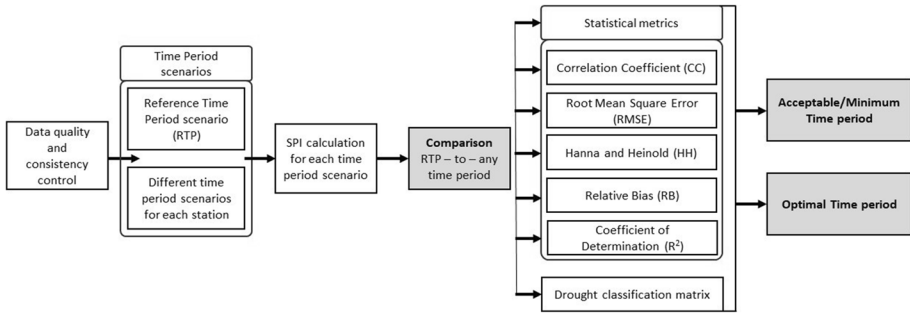 Data quality
and
consistency
control
Time Period
scenarios
Reference Time
Period scenario
(RTP)
Different time
period scenarios
for each station
SPI calculation
for each time
period scenario
Comparison
RTP – to – any
time period
Statistical metrics
Correlation Coefficient (CC)
Root Mean Square Error
(RMSE)
Hanna and Heinold (HH)
Relative Bias (RB)
Coefficient of
Determination (R²)
Drought classification matrix
Acceptable/Minimum
Time period
Optimal Time period